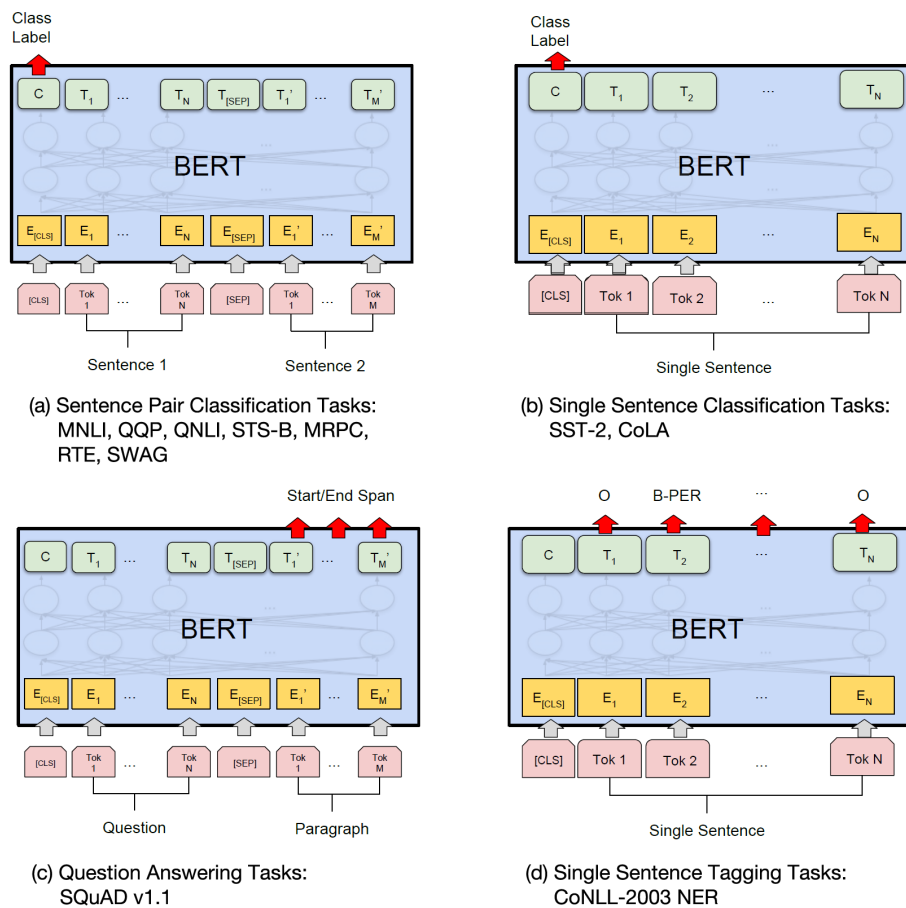 Class
Label
C T1 ... TN T[SEP] T1' ... TM'
...
BERT
...
E[CLS] E1 ... EN E[SEP] E1' ... EM'
[CLS] Tok 1 ... Tok N [SEP] Tok 1 ... Tok M
Sentence 1 Sentence 2
(a) Sentence Pair Classification Tasks:
MNLI, QQP, QNLI, STS-B, MRPC,
RTE, SWAG
Class
Label
C T1 T2 ... TN
...
BERT
...
E[CLS] E1 E2 ... EN
[CLS] Tok 1 Tok 2 ... Tok N
Single Sentence
(b) Single Sentence Classification Tasks:
SST-2, CoLA
Start/End Span
C T1 ... TN T[SEP] T1' ... TM'
...
BERT
...
E[CLS] E1 ... EN E[SEP] E1' ... EM'
[CLS] Tok 1 ... Tok N [SEP] Tok 1 ... Tok M
Question Paragraph
(c) Question Answering Tasks:
SQuAD v1.1
O B-PER ... O
C T1 T2 ... TN
...
BERT
...
E[CLS] E1 E2 ... EN
[CLS] Tok 1 Tok 2 ... Tok N
Single Sentence
(d) Single Sentence Tagging Tasks:
CoNLL-2003 NER